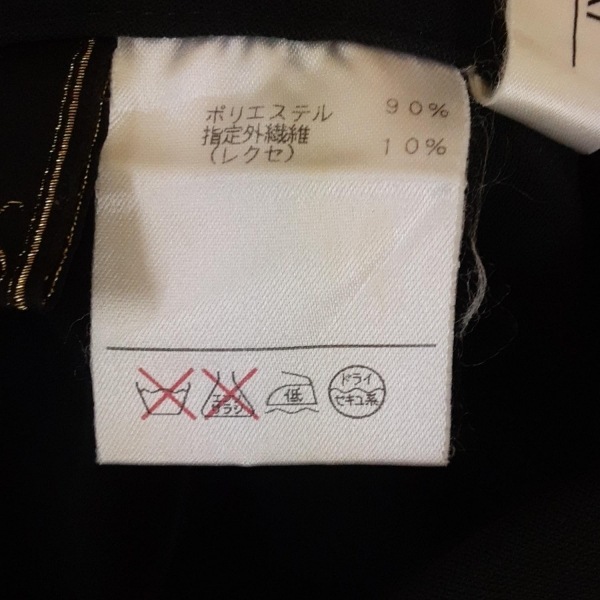 ポリエステル 90%
指定外繊維 10%
(レクセ)
エンソ
サラシ
低
ドライ
セキユ系